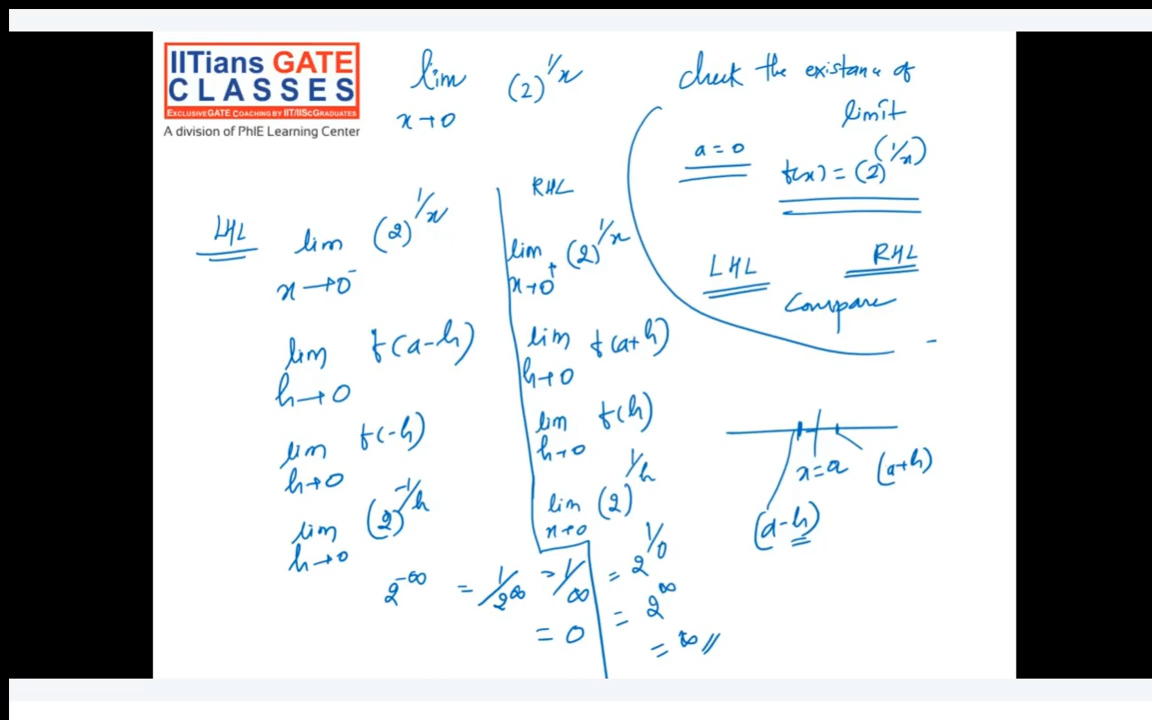 IITians GATE
CLASSES
EXCLUSIVE GATE COACHING BY IIT/IISc GRADUATES
A division of PhIE Learning Center
lim (2)^1/x
x→0
check the existance of
limit
a = 0
f(x) = (2)^(1/x)
LHL RHL
Compare
LHL
lim (2)^1/x
x→0⁻
lim f(a-h)
h→0
lim f(-h)
h→0
lim (2)^-1/h
h→0
2^-∞ = 1/2^∞ = 1/∞
= 0
RHL
lim (2)^1/x
x→0⁺
lim f(a+h)
h→0
lim f(h)
h→0
lim (2)^1/h
x→0
= 2^1/0
= 2^∞
= ∞
x=a (a+h)
(a-h)